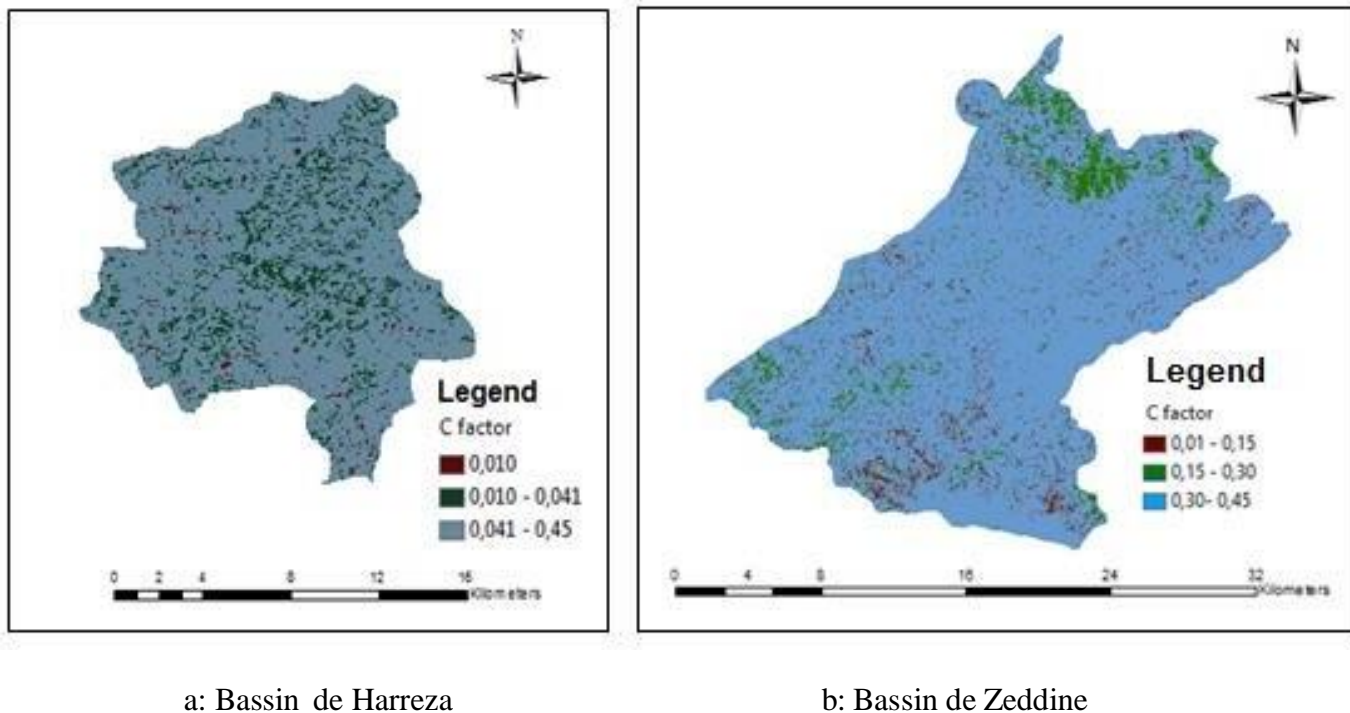 N
Legend
C factor
0,010
0,010 - 0,041
0,041 - 0,45
0 2 4 8 12 16
Kilometers
N
Legend
C factor
0,01 - 0,15
0,15 - 0,30
0,30- 0,45
0 4 8 16 24 32
Kilometers
a: Bassin de Harreza
b: Bassin de Zeddine